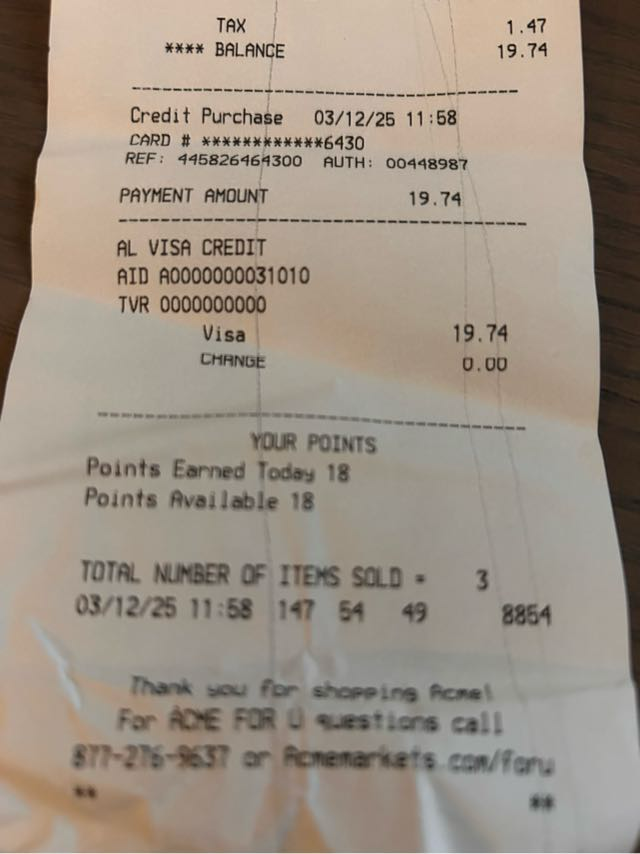 TAX 1.47
**** BALANCE 19.74
Credit Purchase 03/12/25 11:58
CARD # ************6430
REF: 445826464300 AUTH: 00448987
PAYMENT AMOUNT 19.74
AL VISA CREDIT
AID A0000000031010
TVR 0000000000
Visa 19.74
CHANGE 0.00
YOUR POINTS
Points Earned Today 18
Points Available 18
TOTAL NUMBER OF ITEMS SOLD = 3
03/12/25 11:58 147 54 49 8854
Thank you for shopping Acme!
For ACME FOR U questions call
877-276-9637 or Acmemarkets.com/foru
** **